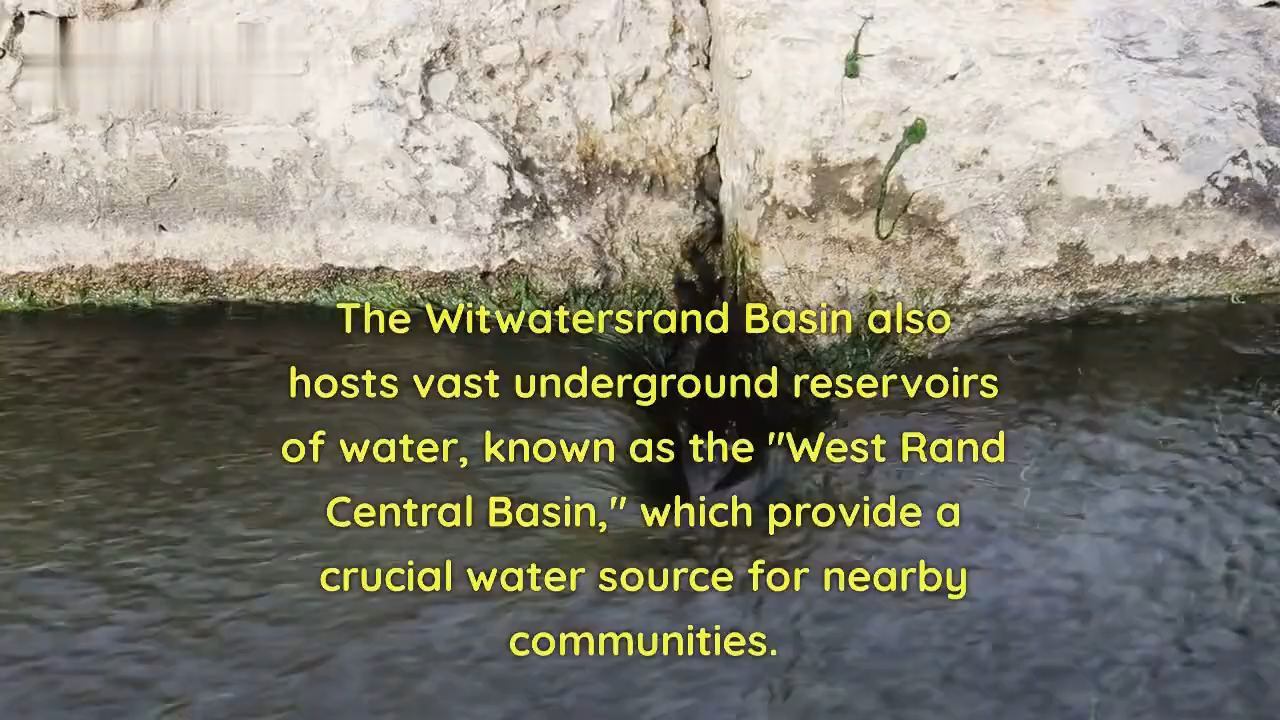 The Witwatersrand Basin also
hosts vast underground reservoirs
of water, known as the "West Rand
Central Basin," which provide a
crucial water source for nearby
communities.